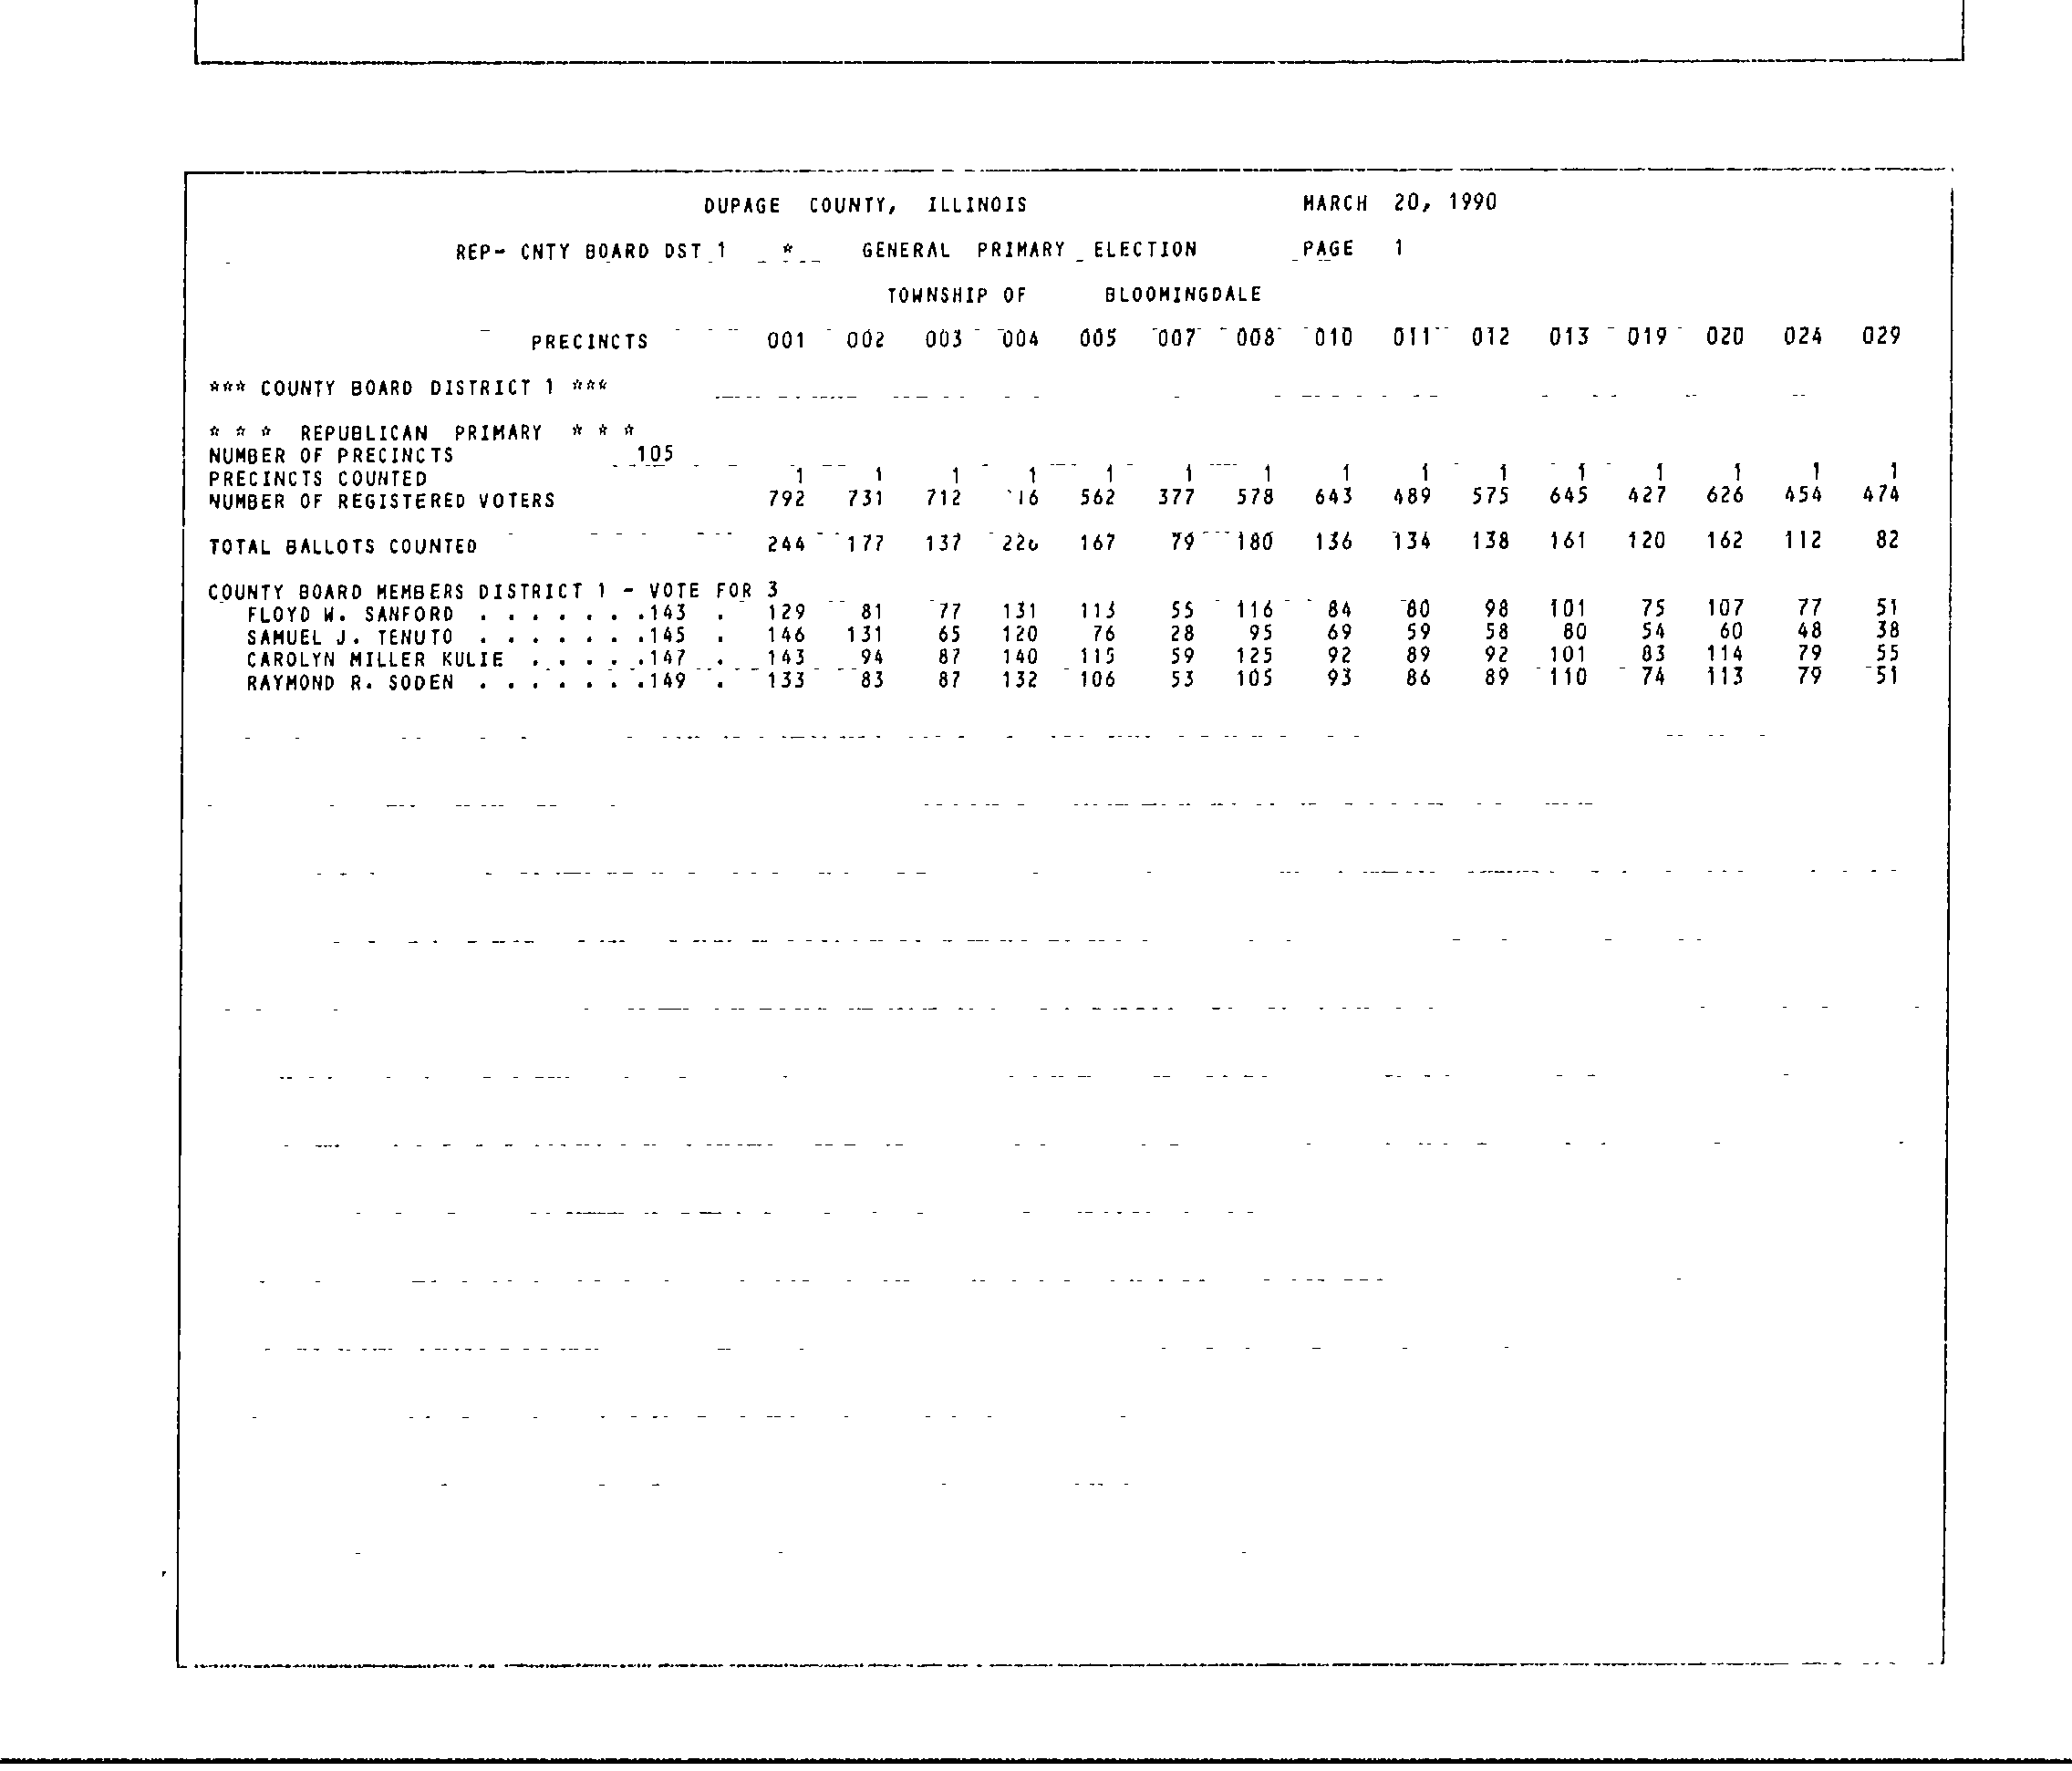 DUPAGE COUNTY, ILLINOIS MARCH 20, 1990
REP- CNTY BOARD DST 1 * GENERAL PRIMARY ELECTION PAGE 1
TOWNSHIP OF BLOOMINGDALE
PRECINCTS 001 002 003 004 005 007 008 010 011 012 013 019 020 024 029
*** COUNTY BOARD DISTRICT 1 ***
* * * REPUBLICAN PRIMARY * * *
NUMBER OF PRECINCTS 105
PRECINCTS COUNTED 1 1 1 1 1 1 1 1 1 1 1 1 1 1 1
NUMBER OF REGISTERED VOTERS 792 731 712 562 377 578 643 489 575 645 427 626 454 474
TOTAL BALLOTS COUNTED 244 177 137 226 167 79 180 136 134 138 161 120 162 112 82
COUNTY BOARD MEMBERS DISTRICT 1 - VOTE FOR 3
FLOYD W. SANFORD . . . . . . .143 . 129 81 77 131 113 55 116 84 80 98 101 75 107 77 51
SAMUEL J. TENUTO . . . . . . .145 . 146 131 65 120 76 28 95 69 59 58 80 54 60 48 38
CAROLYN MILLER KULIE . . . . .147 . 143 94 87 140 115 59 125 92 89 92 101 83 114 79 55
RAYMOND R. SODEN . . . . . . .149 . 133 83 87 132 106 53 105 93 86 89 110 74 113 79 51